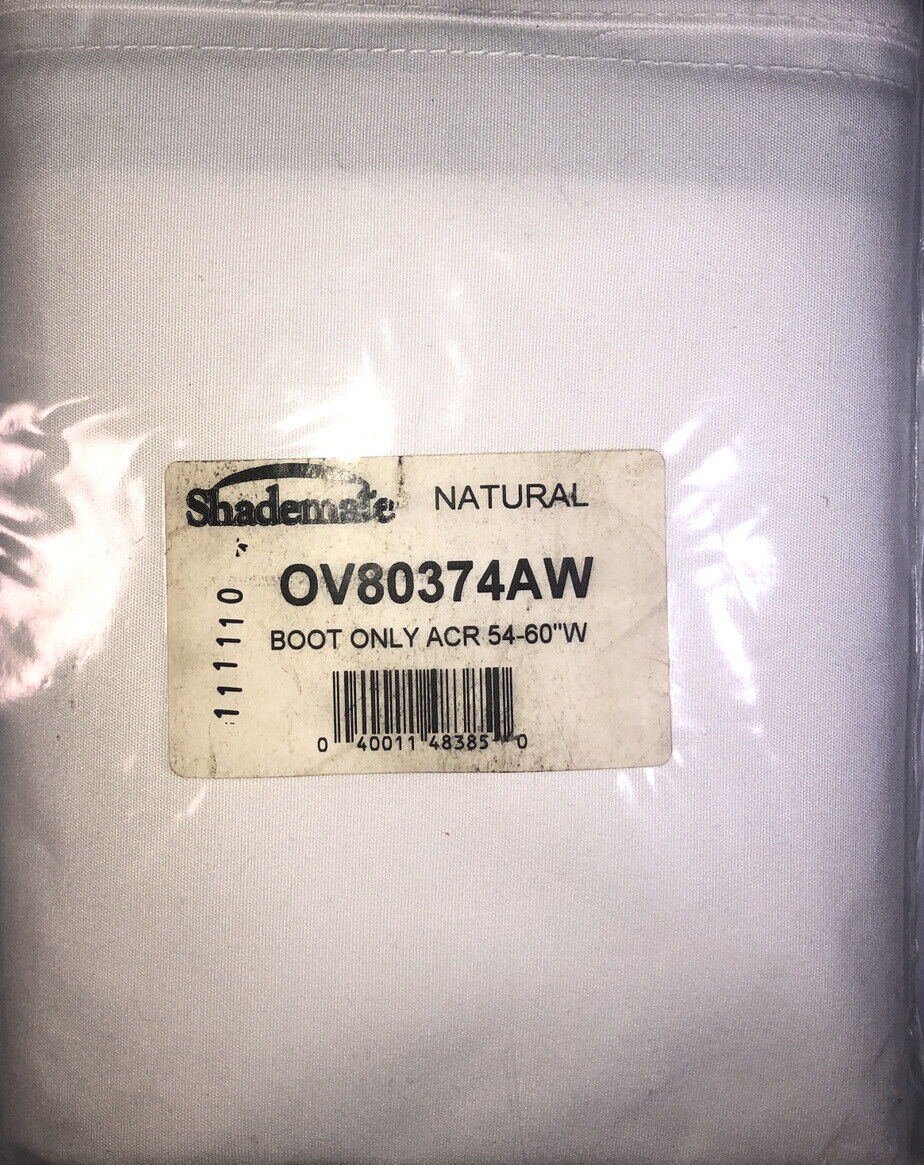 Shademate NATURAL
OV80374AW
BOOT ONLY ACR 54-60"W
0 40011 48385 0
111110